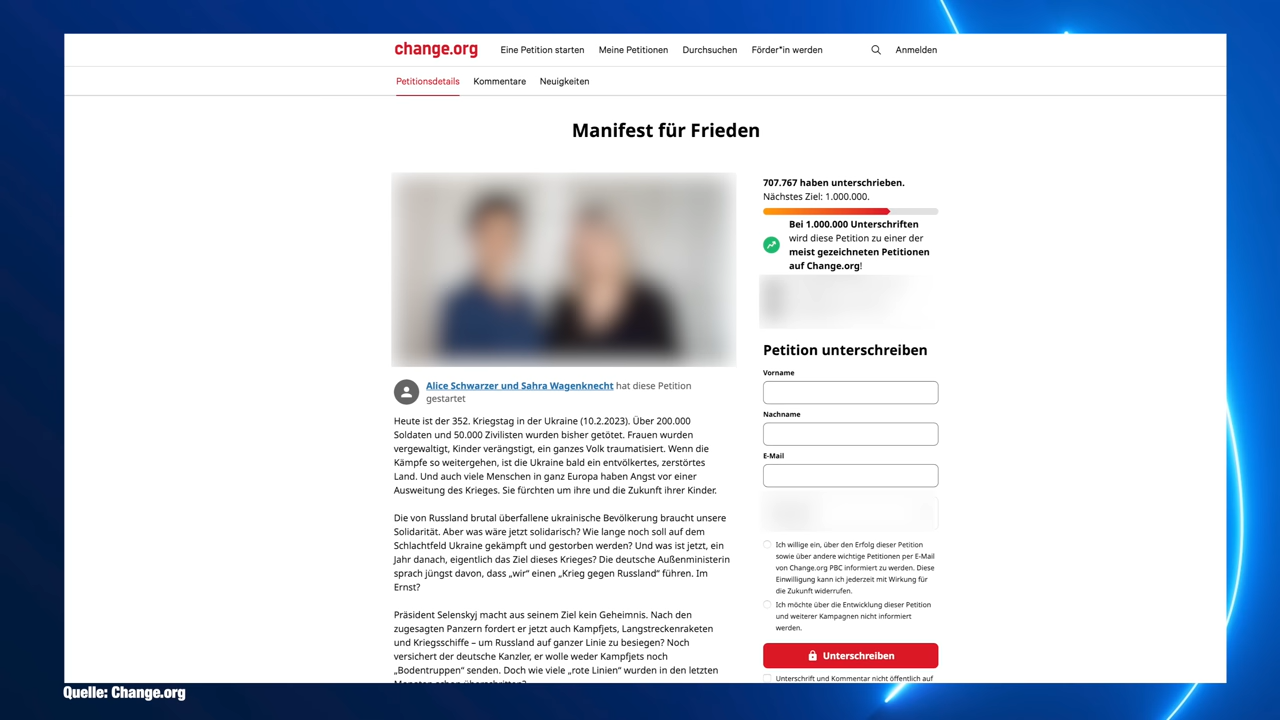 change.org
Eine Petition starten
Meine Petitionen
Durchsuchen
Förder*in werden
Anmelden
Petitionsdetails
Kommentare
Neuigkeiten
Manifest für Frieden
Alice Schwarzer und Sahra Wagenknecht hat diese Petition
gestartet
Heute ist der 352. Kriegstag in der Ukraine (10.2.2023). Über 200.000
Soldaten und 50.000 Zivilisten wurden bisher getötet. Frauen wurden
vergewaltigt, Kinder verängstigt, ein ganzes Volk traumatisiert. Wenn die
Kämpfe so weitergehen, ist die Ukraine bald ein entvölkertes, zerstörtes
Land. Und auch viele Menschen in ganz Europa haben Angst vor einer
Ausweitung des Krieges. Sie fürchten um ihre und die Zukunft ihrer Kinder.
Die von Russland brutal überfallene ukrainische Bevölkerung braucht unsere
Solidarität. Aber was wäre jetzt solidarisch? Wie lange noch soll auf dem
Schlachtfeld Ukraine gekämpft und gestorben werden? Und was ist jetzt, ein
Jahr danach, eigentlich das Ziel dieses Krieges? Die deutsche Außenministerin
sprach jüngst davon, dass „wir“ einen „Krieg gegen Russland“ führen. Im
Ernst?
Präsident Selenskyj macht aus seinem Ziel kein Geheimnis. Nach den
zugesagten Panzern fordert er jetzt auch Kampfjets, Langstreckenraketen
und Kriegsschiffe – um Russland auf ganzer Linie zu besiegen? Noch
versichert der deutsche Kanzler, er wolle weder Kampfjets noch
„Bodentruppen“ senden. Doch wie viele „rote Linien“ wurden in den letzten
707.767 haben unterschrieben.
Nächstes Ziel: 1.000.000.
Bei 1.000.000 Unterschriften
wird diese Petition zu einer der
meist gezeichneten Petitionen
auf Change.org!
Petition unterschreiben
Vorname
Nachname
E-Mail
Ich willige ein, über den Erfolg dieser Petition
sowie über andere wichtige Petitionen per E-Mail
von Change.org PBC informiert zu werden. Diese
Einwilligung kann ich jederzeit mit Wirkung für
die Zukunft widerrufen.
Ich möchte über die Entwicklung dieser Petition
und weiterer Kampagnen nicht informiert
werden.
Unterschreiben
Unterschrift und Kommentar nicht öffentlich auf
Quelle: Change.org